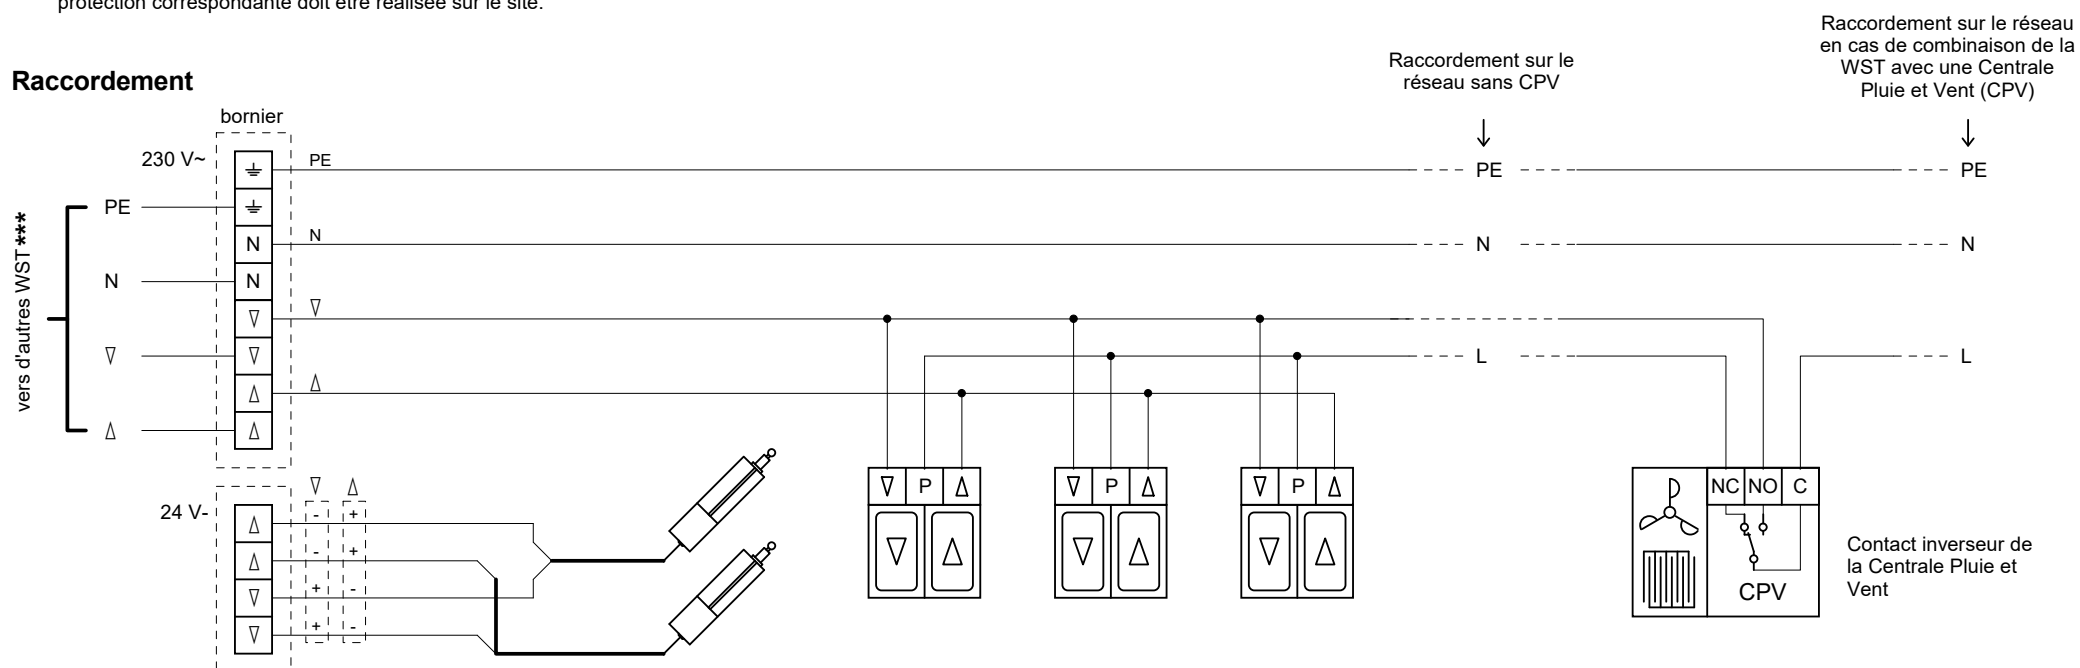 protection correspondante doit être réalisée sur le site.
Raccordement
Raccordement sur le
réseau sans CPV
Raccordement sur le réseau
en cas de combinaison de la
WST avec une Centrale
Pluie et Vent (CPV)
bornier
230 V~
PE
PE
PE
PE
N
N
N
N
N
N
N
L
L
vers d'autres WST ***
24 V-
- +
- +
+ -
+ -
P
P
P
NC NO C
CPV
Contact inverseur de
la Centrale Pluie et
Vent